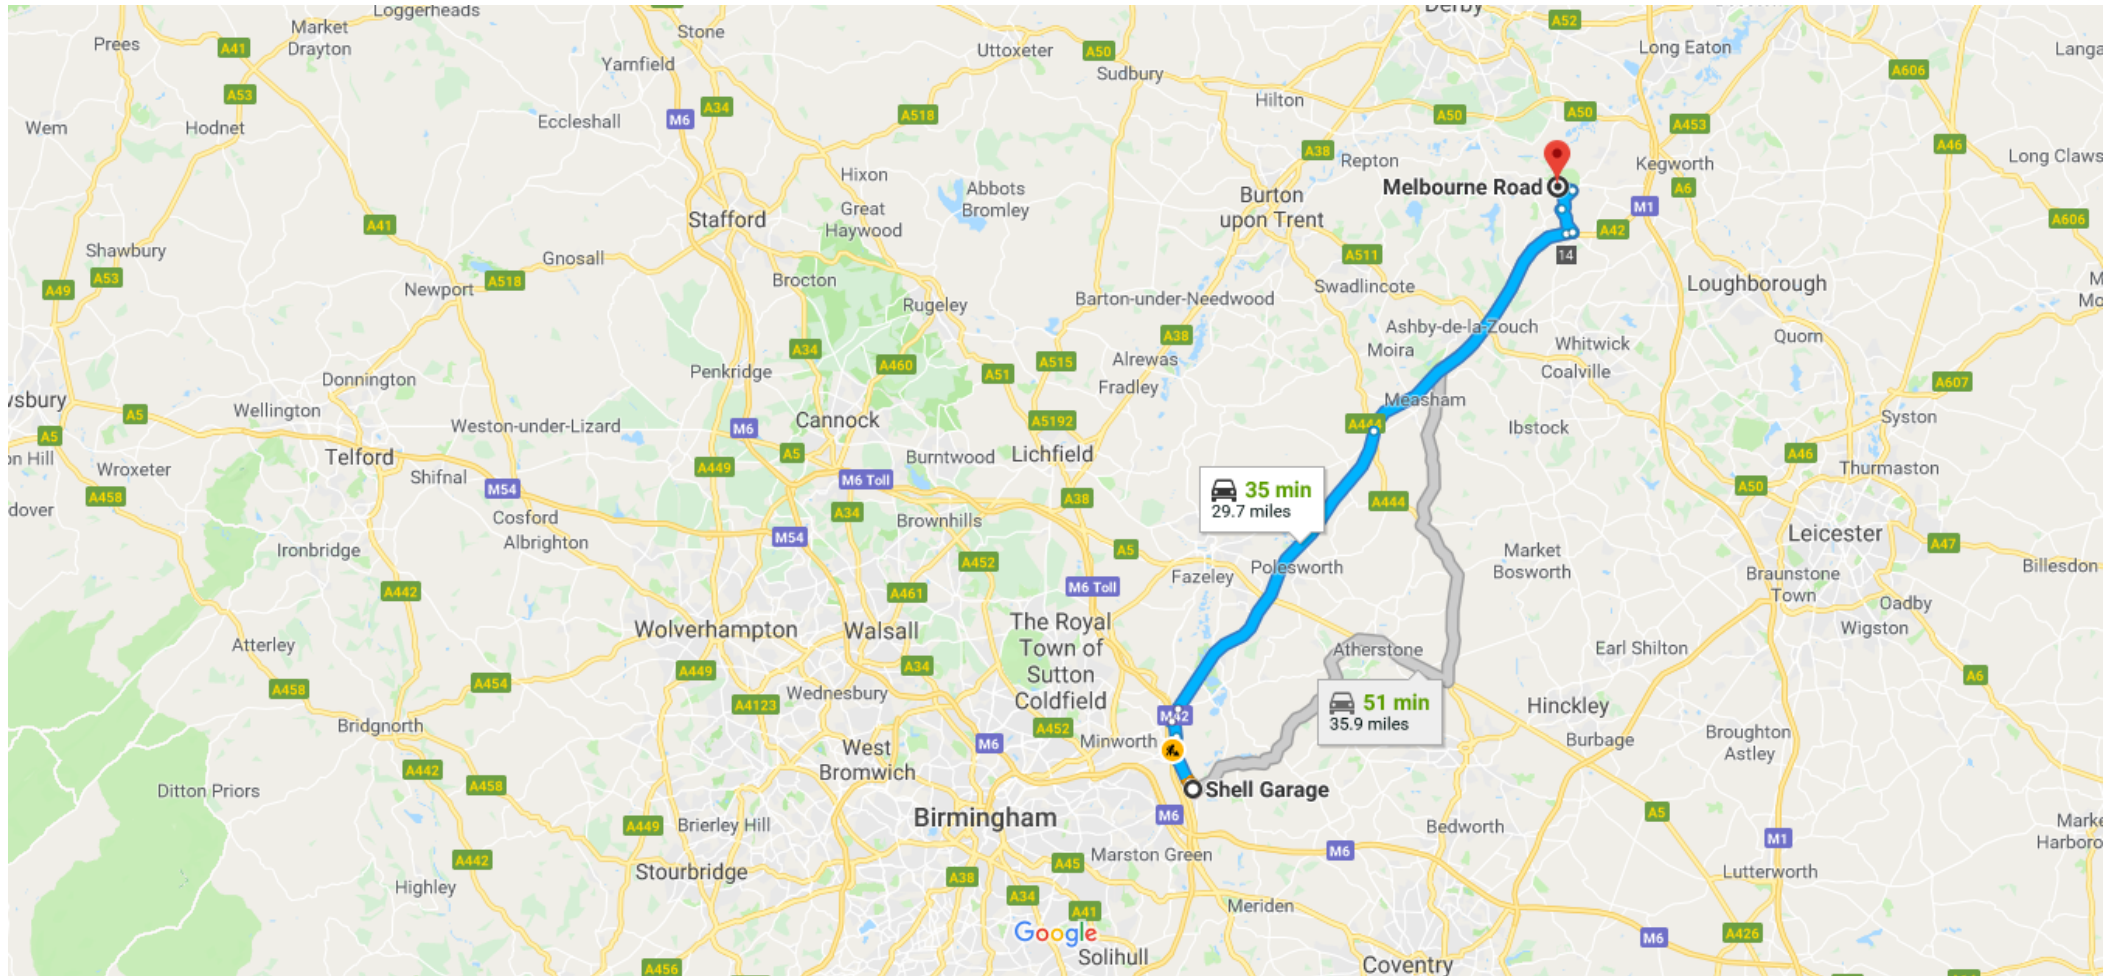 Loggerheads
Derby
A52
Market
Drayton
Prees
A41
Stone
Yarnfield
Uttoxeter
A50
Sudbury
Long Eaton
Langa
A606
A53
M6
A34
A518
Hilton
A50
A50
A453
Wem
Hodnet
Eccleshall
A38
Repton
Kegworth
A46
Long Claws
Hixon
Abbots
Bromley
Burton
upon Trent
Melbourne Road
A6
M1
Stafford
Great
Haywood
A41
A606
A42
14
Shawbury
A53
A49
Gnosall
Newport
A518
Brocton
Rugeley
Barton-under-Needwood
A511
Swadlincote
Loughborough
M
Mo
A38
Ashby-de-la-Zouch
Moira
Whitwick
Coalville
Quorn
A34
A460
A51
A515
Alrewas
Fradley
Penkridge
Donnington
Wellington
wsbury
A5
A5
on Hill
Weston-under-Lizard
M6
Cannock
A5192
Lichfield
Measham
A444
Ibstock
A607
Syston
A46
Thurmaston
Telford
Wroxeter
Shifnal
A458
dover
M54
A449
A5
M6 Toll
Burntwood
A38
35 min
29.7 miles
A444
A50
Leicester
Cosford
Albrighton
A34
Brownhills
M54
Ironbridge
A452
A5
Market
Bosworth
A47
Billesdon
Fazeley
Polesworth
Braunstone
Town
Oadby
Wigston
A442
A461
M6 Toll
The Royal
Town of
Sutton
Coldfield
Wolverhampton
Walsall
Atterley
A34
A449
Atherstone
Earl Shilton
A6
A458
A454
Wednesbury
A4123
51 min
35.9 miles
Hinckley
Bridgnorth
M42
A452
Minworth
M6
Burbage
Broughton
Astley
West
Bromwich
A442
A458
Ditton Priors
Shell Garage
M6
Birmingham
A449
Brierley Hill
Bedworth
A5
M1
Marke
Harboro
A442
Stourbridge
Highley
A38
A45
Marston Green
M6
Lutterworth
A34
A41
Meriden
Google
Solihull
M6
A426
A456
Coventry